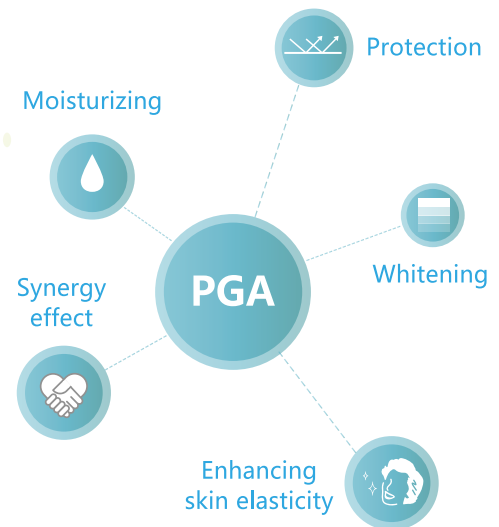 Protection
Moisturizing
PGA
Whitening
Synergy
effect
Enhancing
skin elasticity